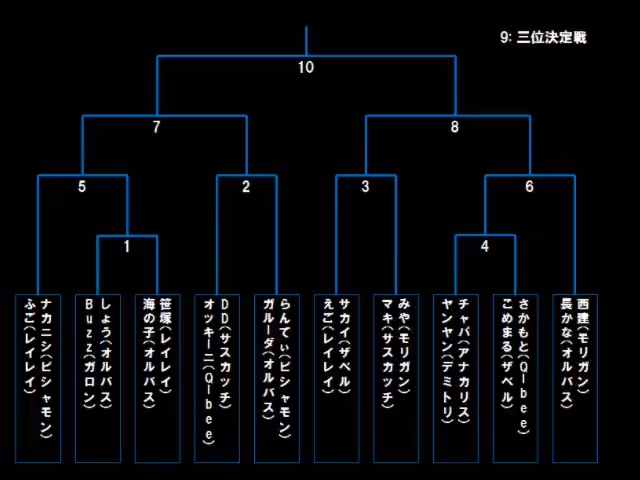 9: 三位決定戦
10
7
8
5
2
3
6
1
4
ナカニシ(ビシャモン)
ふご(レイレイ)
しょう(オルバス)
Buzz(ガロン)
笹塚(レイレイ)
海の子(オルバス)
DD(サスカッチ)
オッキーニ(Q-bee)
らんてぃ(ビシャモン)
ガルーダ(オルバス)
サカイ(ザベル)
えご(レイレイ)
みや(モリガン)
マキ(サスカッチ)
チャバ(アナカリス)
ヤンヤン(デミトリ)
さかもと(Q-bee)
こめまる(ザベル)
西蓮(モリガン)
長かな(オルバス)